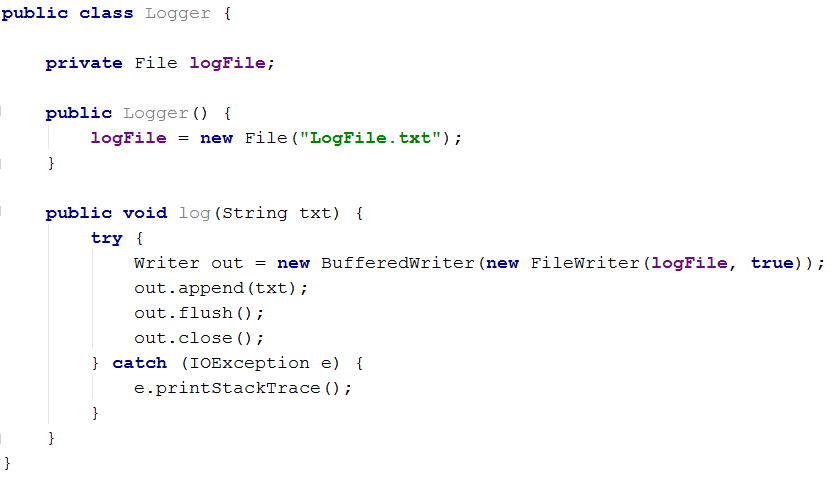 public class Logger {
private File logFile;
public Logger() {
logFile = new File("LogFile.txt");
}
public void log(String txt) {
try {
Writer out = new BufferedWriter(new FileWriter(logFile, true));
out.append(txt);
out.flush();
out.close();
} catch (IOException e) {
e.printStackTrace();
}
}
}